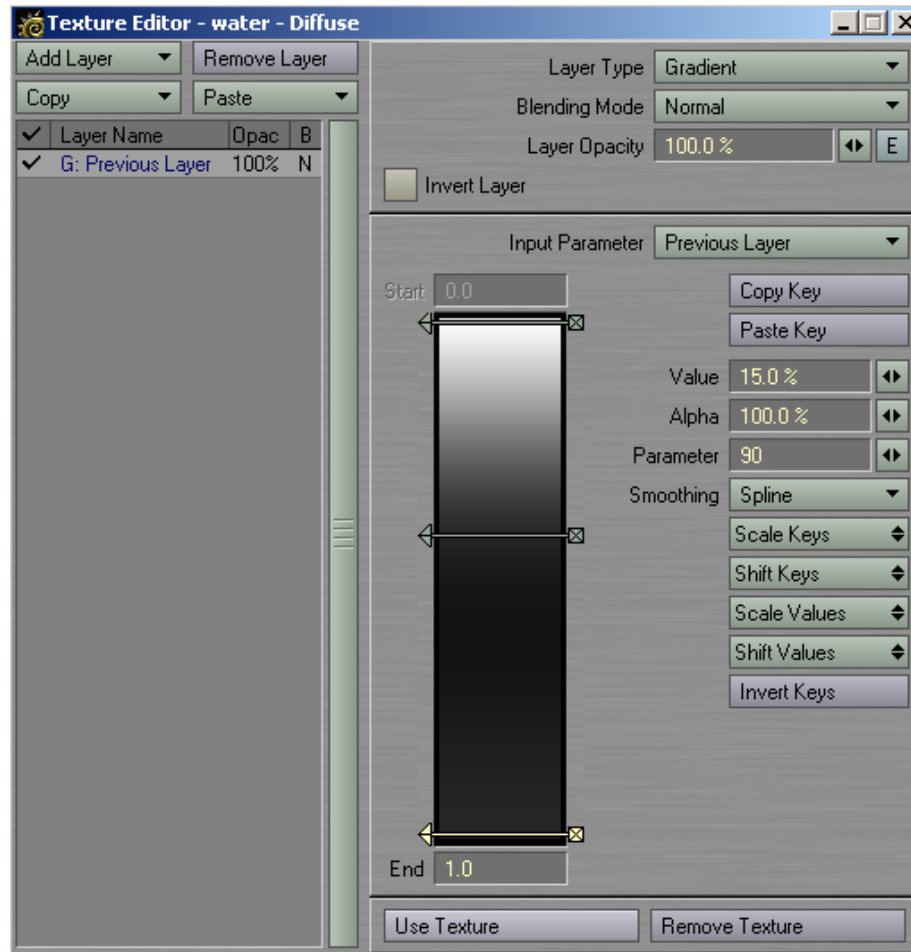 Texture Editor - water - Diffuse
Add Layer Remove Layer
Copy Paste
Layer Name Opac B
G: Previous Layer 100% N
Layer Type Gradient
Blending Mode Normal
Layer Opacity 100.0 % E
Invert Layer
Input Parameter Previous Layer
Start 0.0
Copy Key
Paste Key
Value 15.0 %
Alpha 100.0 %
Parameter 90
Smoothing Spline
Scale Keys
Shift Keys
Scale Values
Shift Values
Invert Keys
End 1.0
Use Texture Remove Texture